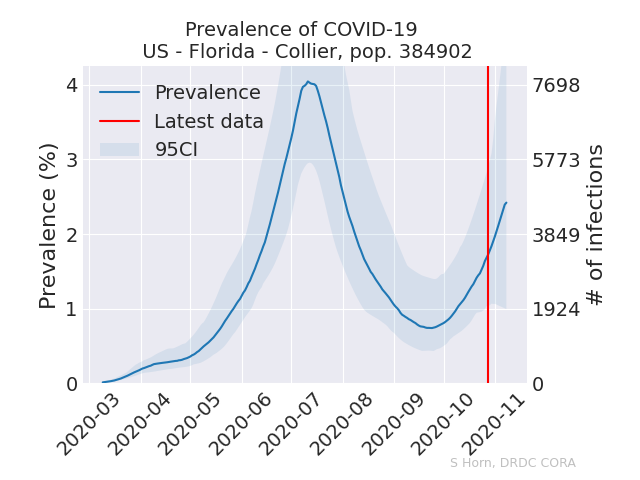 Prevalence of COVID-19
US - Florida - Collier, pop. 384902
Prevalence (%)
4
3
2
1
0
Prevalence
Latest data
95CI
7698
5773
3849
1924
0
# of infections
2020-03
2020-04
2020-05
2020-06
2020-07
2020-08
2020-09
2020-10
2020-11
S Horn, DRDC CORA